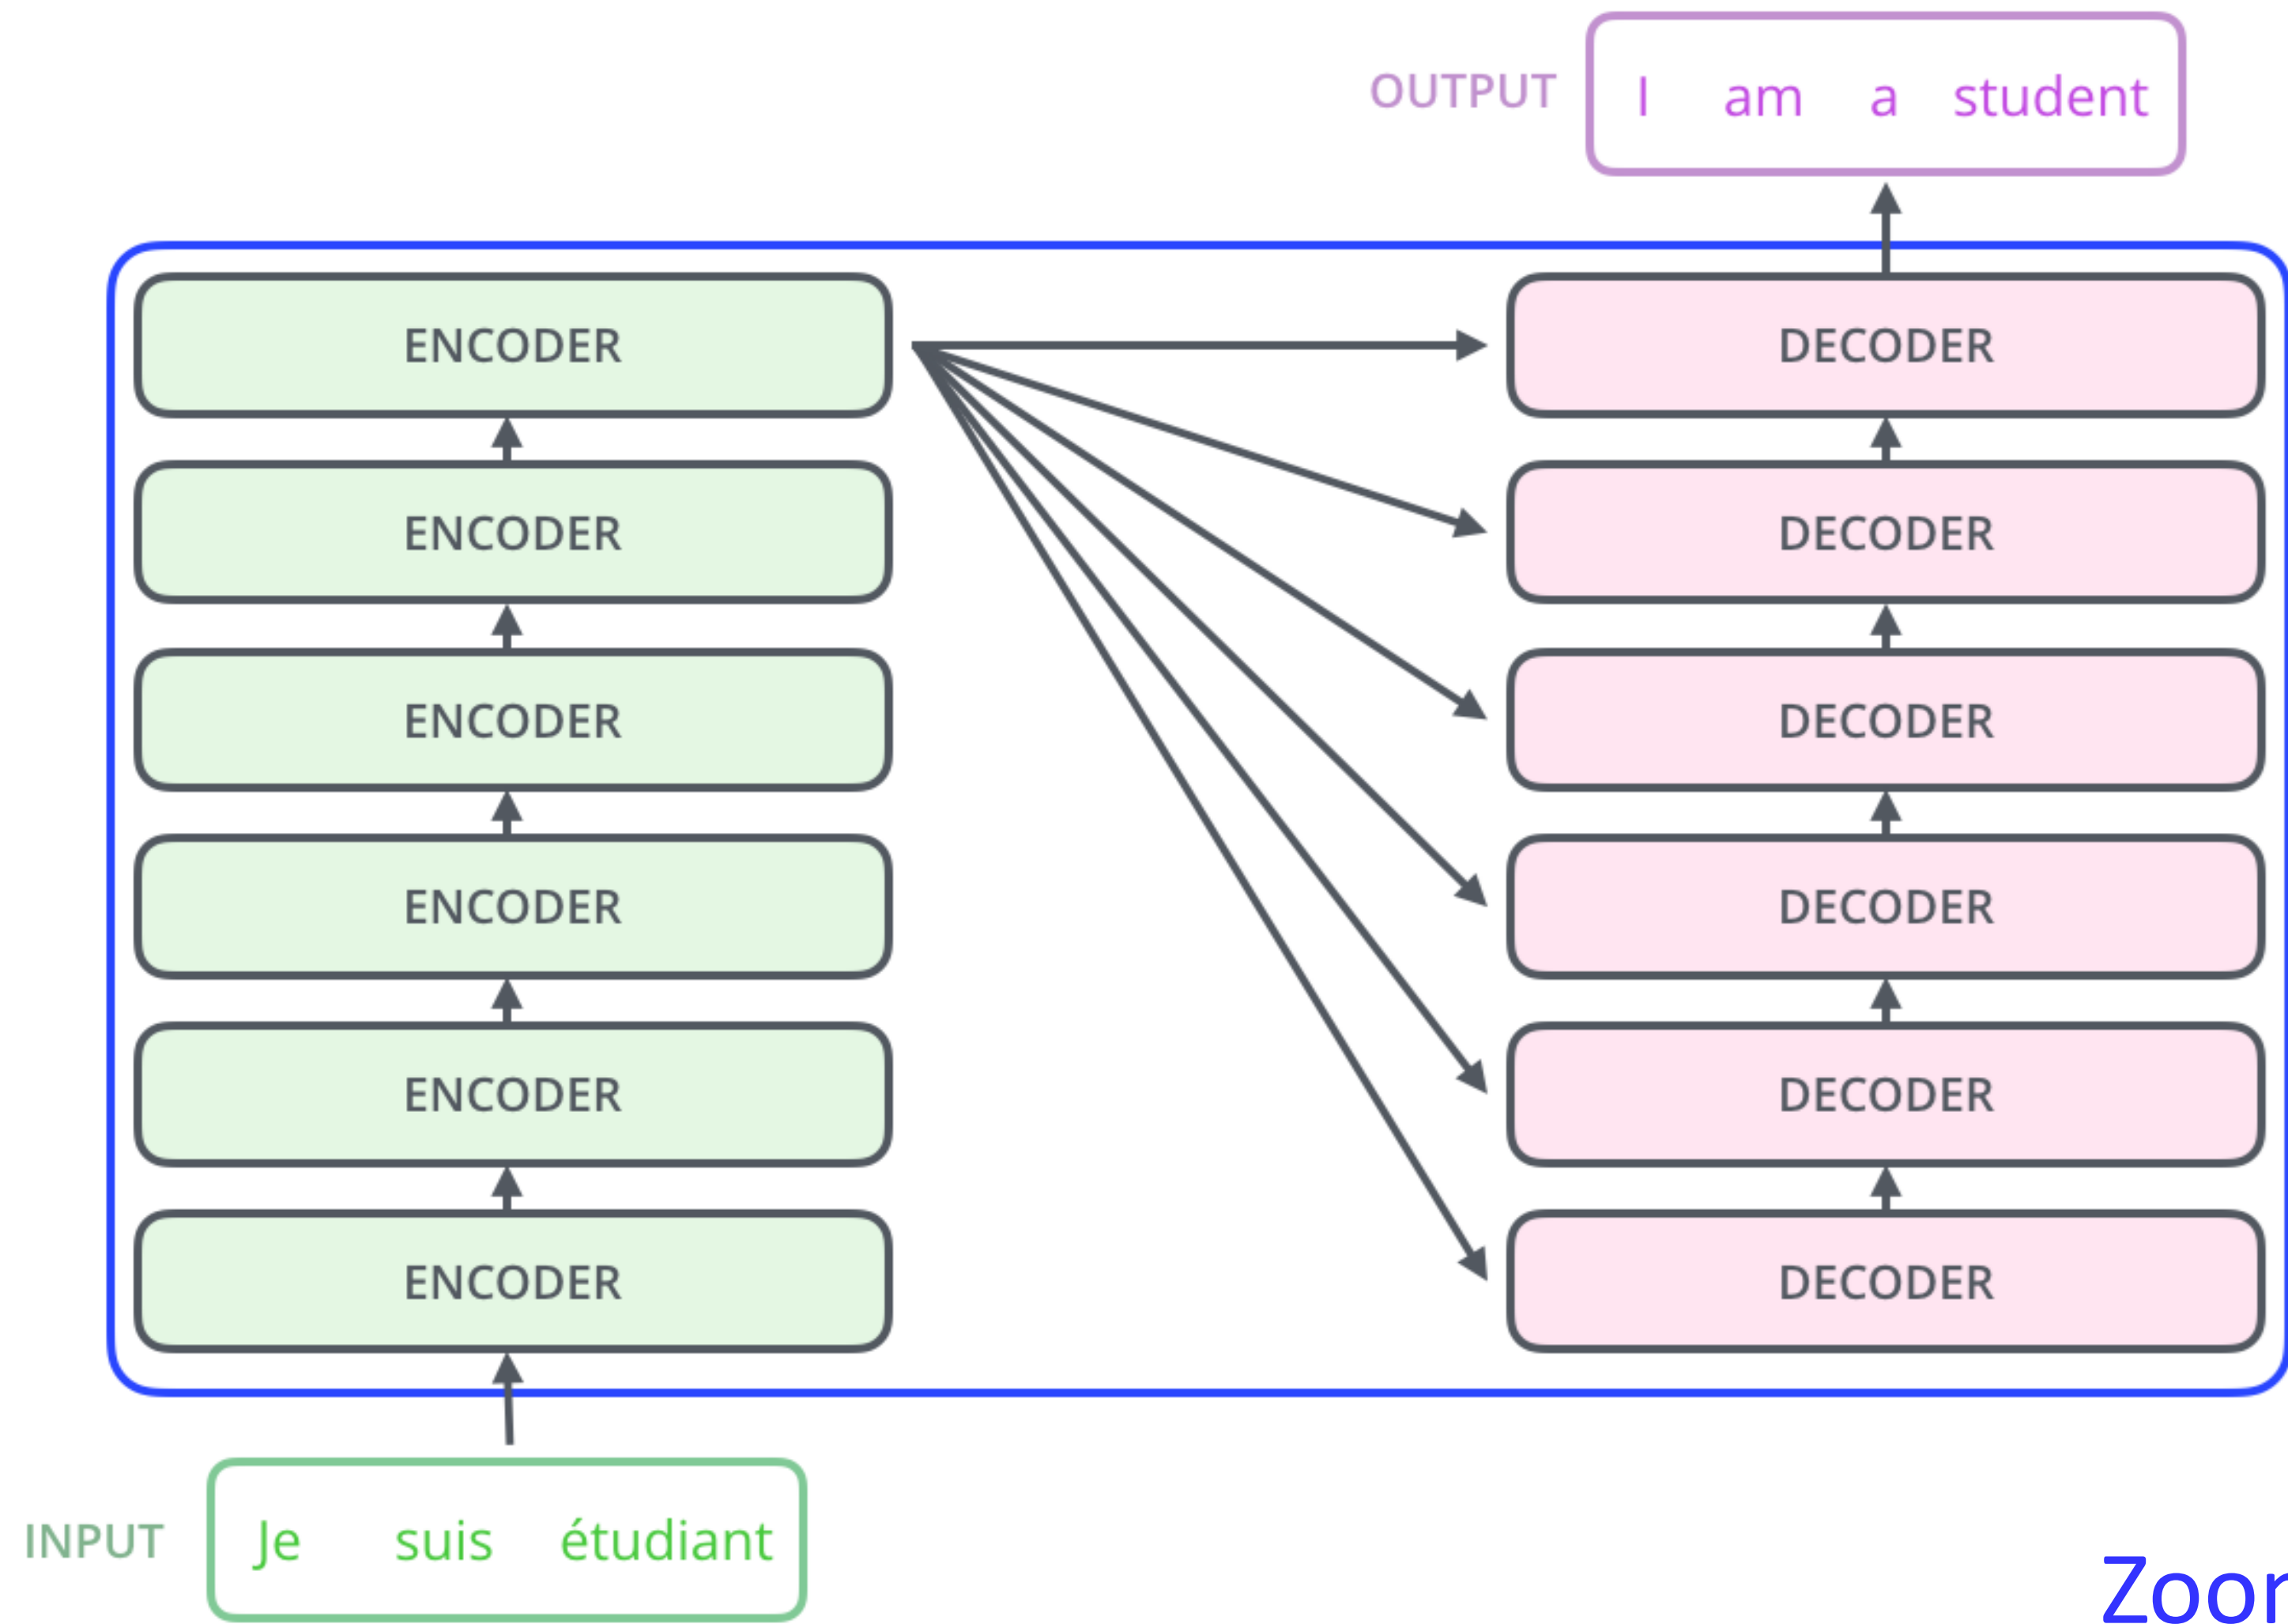 OUTPUT
I am a student
ENCODER
DECODER
ENCODER
DECODER
ENCODER
DECODER
ENCODER
DECODER
ENCODER
DECODER
ENCODER
DECODER
INPUT
Je suis étudiant